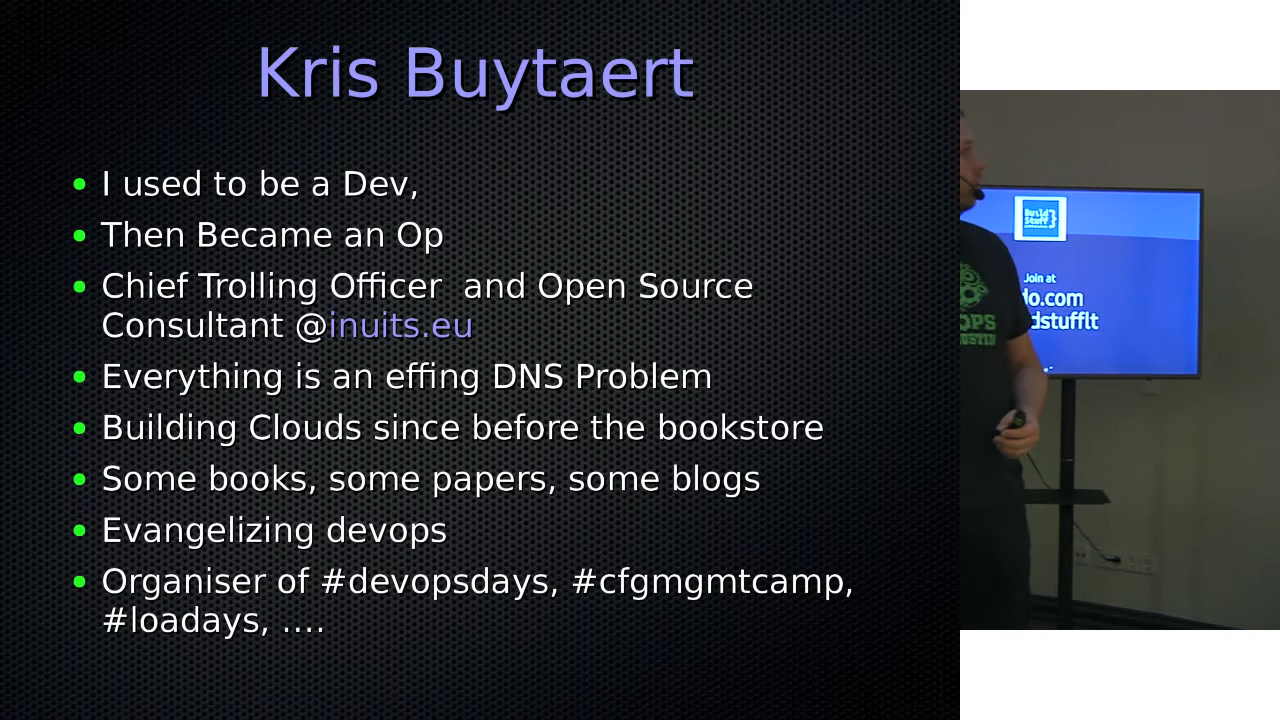 Kris Buytaert
I used to be a Dev,
Then Became an Op
Chief Trolling Officer and Open Source
Consultant @inuits.eu
Everything is an effing DNS Problem
Building Clouds since before the bookstore
Some books, some papers, some blogs
Evangelizing devops
Organiser of #devopsdays, #cfgmgmtcamp,
#loadays, ....
Build
Stuff
Join at